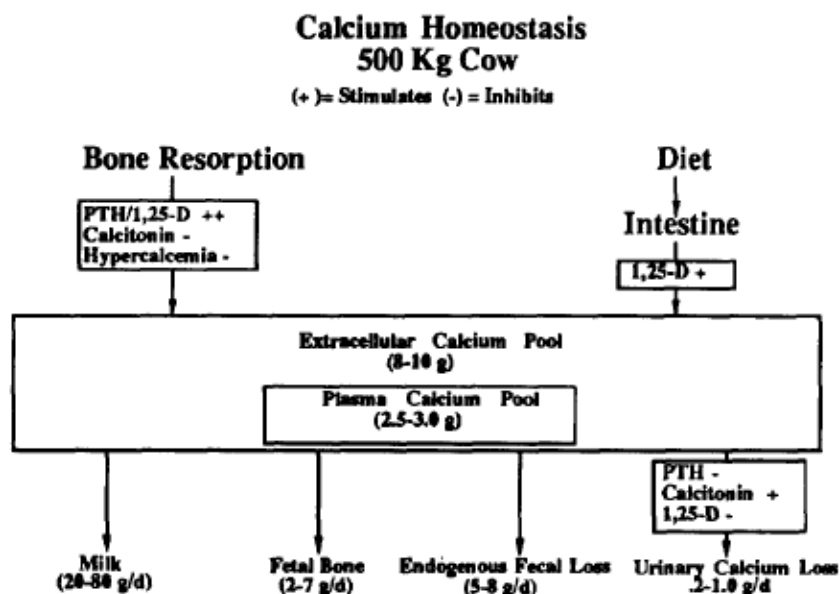 Calcium Homeostasis
500 Kg Cow
(+)= Stimulates (-) = Inhibits
Bone Resorption
Diet
PTH/1,25-D ++
Calcitonin -
Hypercalcemia -
Intestine
1,25-D +
Extracellular Calcium Pool
(8-10 g)
Plasma Calcium Pool
(2.5-3.0 g)
PTH -
Calcitonin +
1,25-D -
Milk
(20-80 g/d)
Fetal Bone
(2-7 g/d)
Endogenous Fecal Loss
(5-8 g/d)
Urinary Calcium Loss
.2-1.0 g/d